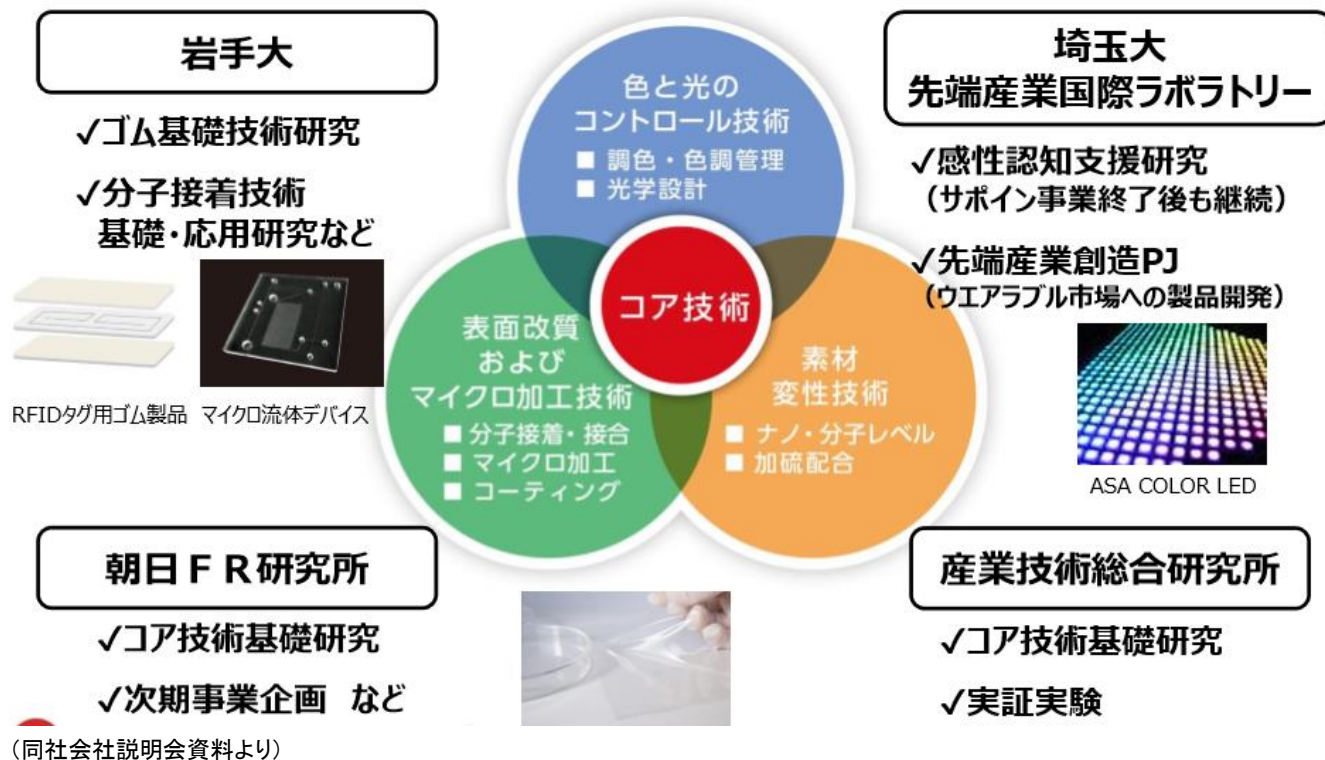 岩手大
✓ゴム基礎技術研究
✓分子接着技術
基礎・応用研究など
RFIDタグ用ゴム製品
マイクロ流体デバイス
色と光の
コントロール技術
■ 調色・色調管理
■ 光学設計
コア技術
表面改質
および
マイクロ加工技術
■ 分子接着・接合
■ マイクロ加工
■ コーティング
素材
変性技術
■ ナノ・分子レベル
■ 加硫配合
埼玉大
先端産業国際ラボラトリー
✓感性認知支援研究
（サポイン事業終了後も継続）
✓先端産業創造PJ
（ウエアラブル市場への製品開発）
ASA COLOR LED
朝日ＦＲ研究所
✓コア技術基礎研究
✓次期事業企画 など
産業技術総合研究所
✓コア技術基礎研究
✓実証実験
（同社会社説明会資料より）